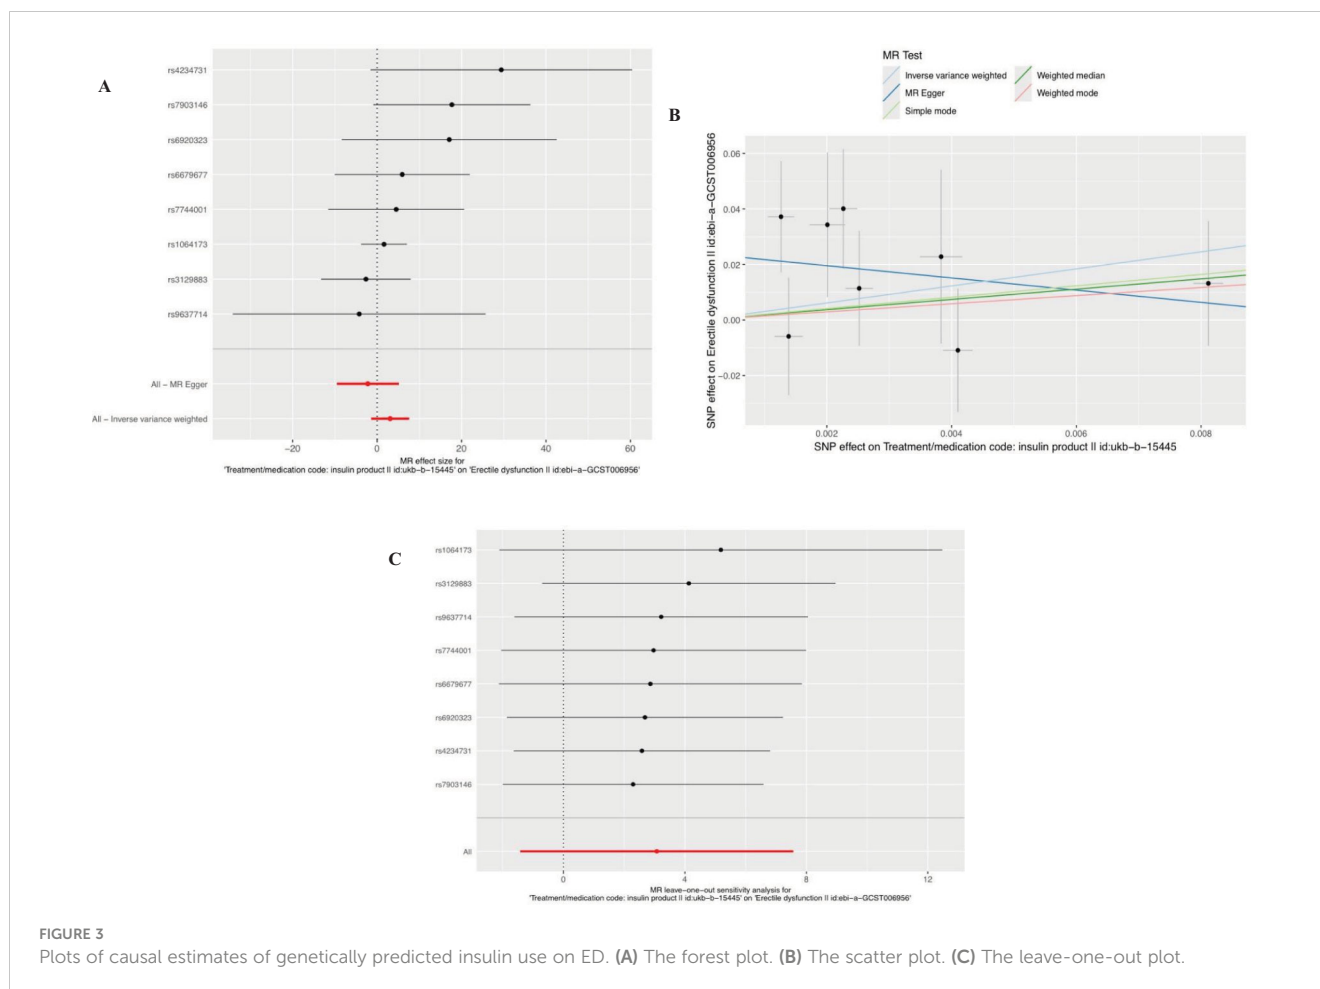 A
rs4234731
rs7903146
rs6920323
rs6679677
rs7744001
rs1064173
rs3129883
rs9637714
All − MR Egger
All − Inverse variance weighted
−20
0
20
40
60
MR effect size for
'Treatment/medication code: insulin product || id:ukb−b−15445' on 'Erectile dysfunction || id:ebi−a−GCST006956'
B
MR Test
Inverse variance weighted
MR Egger
Simple mode
Weighted median
Weighted mode
SNP effect on Erectile dysfunction || id:ebi−a−GCST006956
0.06
0.04
0.02
0.00
−0.02
0.002
0.004
0.006
0.008
SNP effect on Treatment/medication code: insulin product || id:ukb−b−15445
C
rs1064173
rs3129883
rs9637714
rs7744001
rs6679677
rs6920323
rs4234731
rs7903146
All
0
4
8
12
MR leave−one−out sensitivity analysis for
'Treatment/medication code: insulin product || id:ukb−b−15445' on 'Erectile dysfunction || id:ebi−a−GCST006956'
FIGURE 3
Plots of causal estimates of genetically predicted insulin use on ED. (A) The forest plot. (B) The scatter plot. (C) The leave-one-out plot.